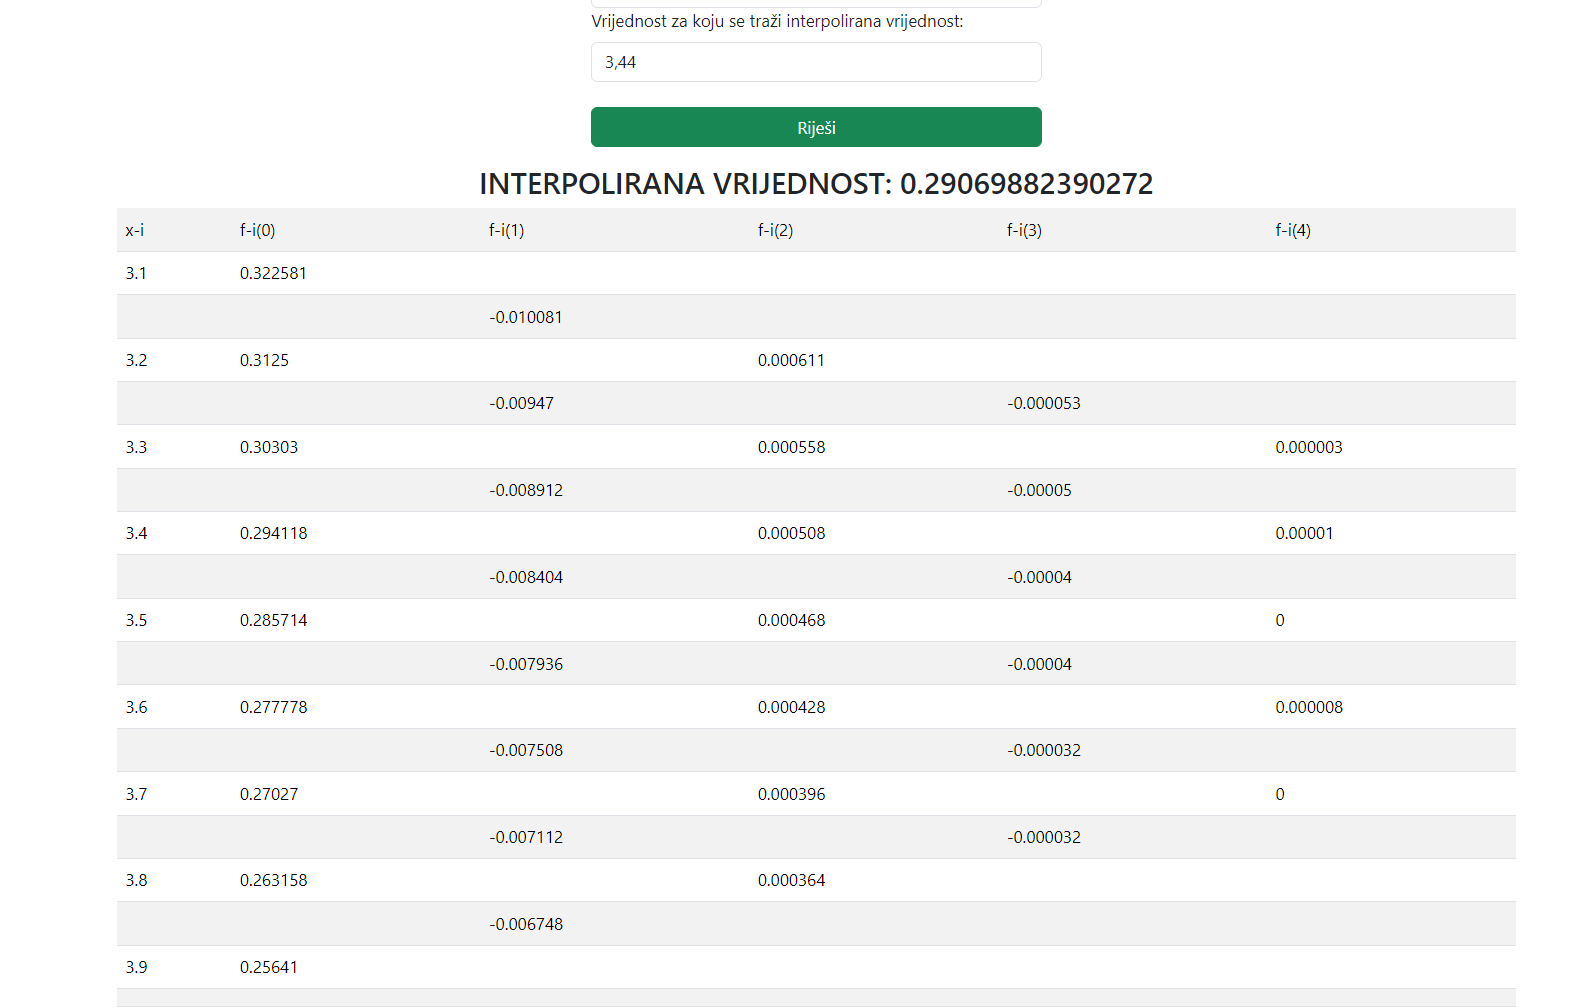 Vrijednost za koju se traži interpolirana vrijednost:
3,44
Riješi
INTERPOLIRANA VRIJEDNOST: 0.29069882390272
x-i f-i(0) f-i(1) f-i(2) f-i(3) f-i(4)
3.1 0.322581
-0.010081
3.2 0.3125 0.000611
-0.00947 -0.000053
3.3 0.30303 0.000558 0.000003
-0.008912 -0.00005
3.4 0.294118 0.000508 0.00001
-0.008404 -0.00004
3.5 0.285714 0.000468 0
-0.007936 -0.00004
3.6 0.277778 0.000428 0.000008
-0.007508 -0.000032
3.7 0.27027 0.000396 0
-0.007112 -0.000032
3.8 0.263158 0.000364
-0.006748
3.9 0.25641